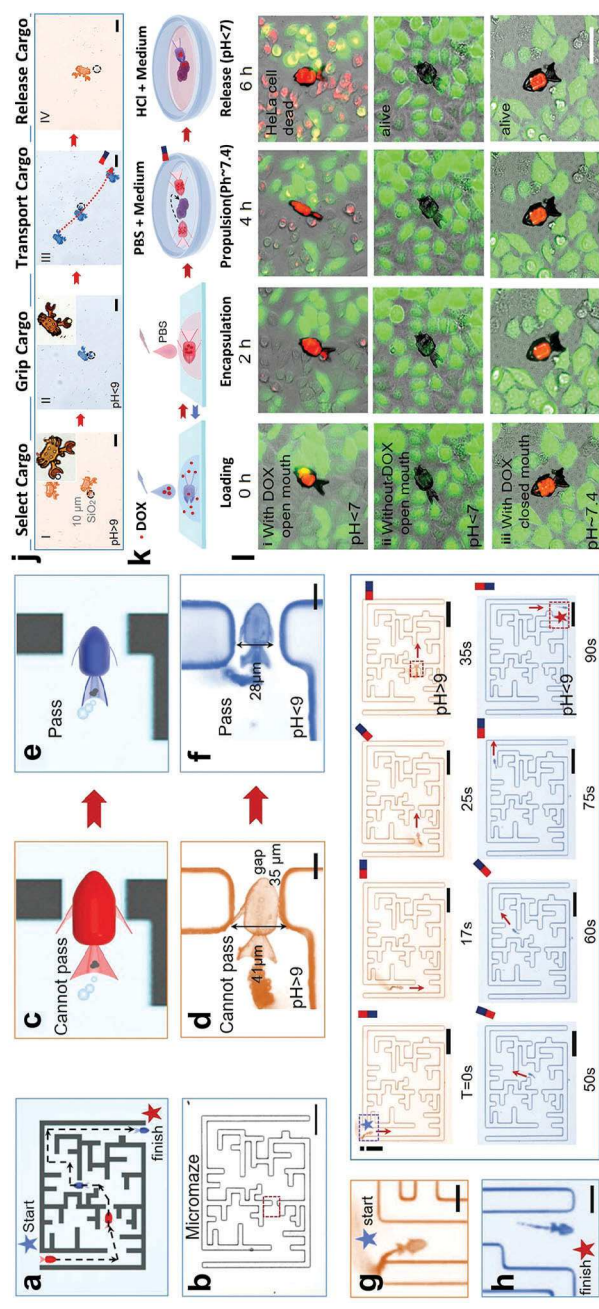 a
Start
finish
b
Micromaze
c
Cannot pass
d
Cannot pass
41μm
gap
35 μm
pH>9
e
Pass
f
Pass
28μm
pH<9
g
start
h
finish
i
T=0s
17s
25s
35s
pH>9
50s
60s
75s
90s
pH<9
j
Select Cargo
Grip Cargo
Transport Cargo
Release Cargo
I
10 μm
SiO₂
pH>9
II
pH<9
III
IV
k
DOX
PBS
PBS + Medium
HCl + Medium
Loading
Encapsulation
Propulsion(Ph~7.4)
Release (pH<7)
l
0 h
2 h
4 h
6 h
i With DOX
open mouth
pH<7
HeLa cell
dead
ii Without DOX
open mouth
pH<7
alive
iii With DOX
closed mouth
pH~7.4
alive